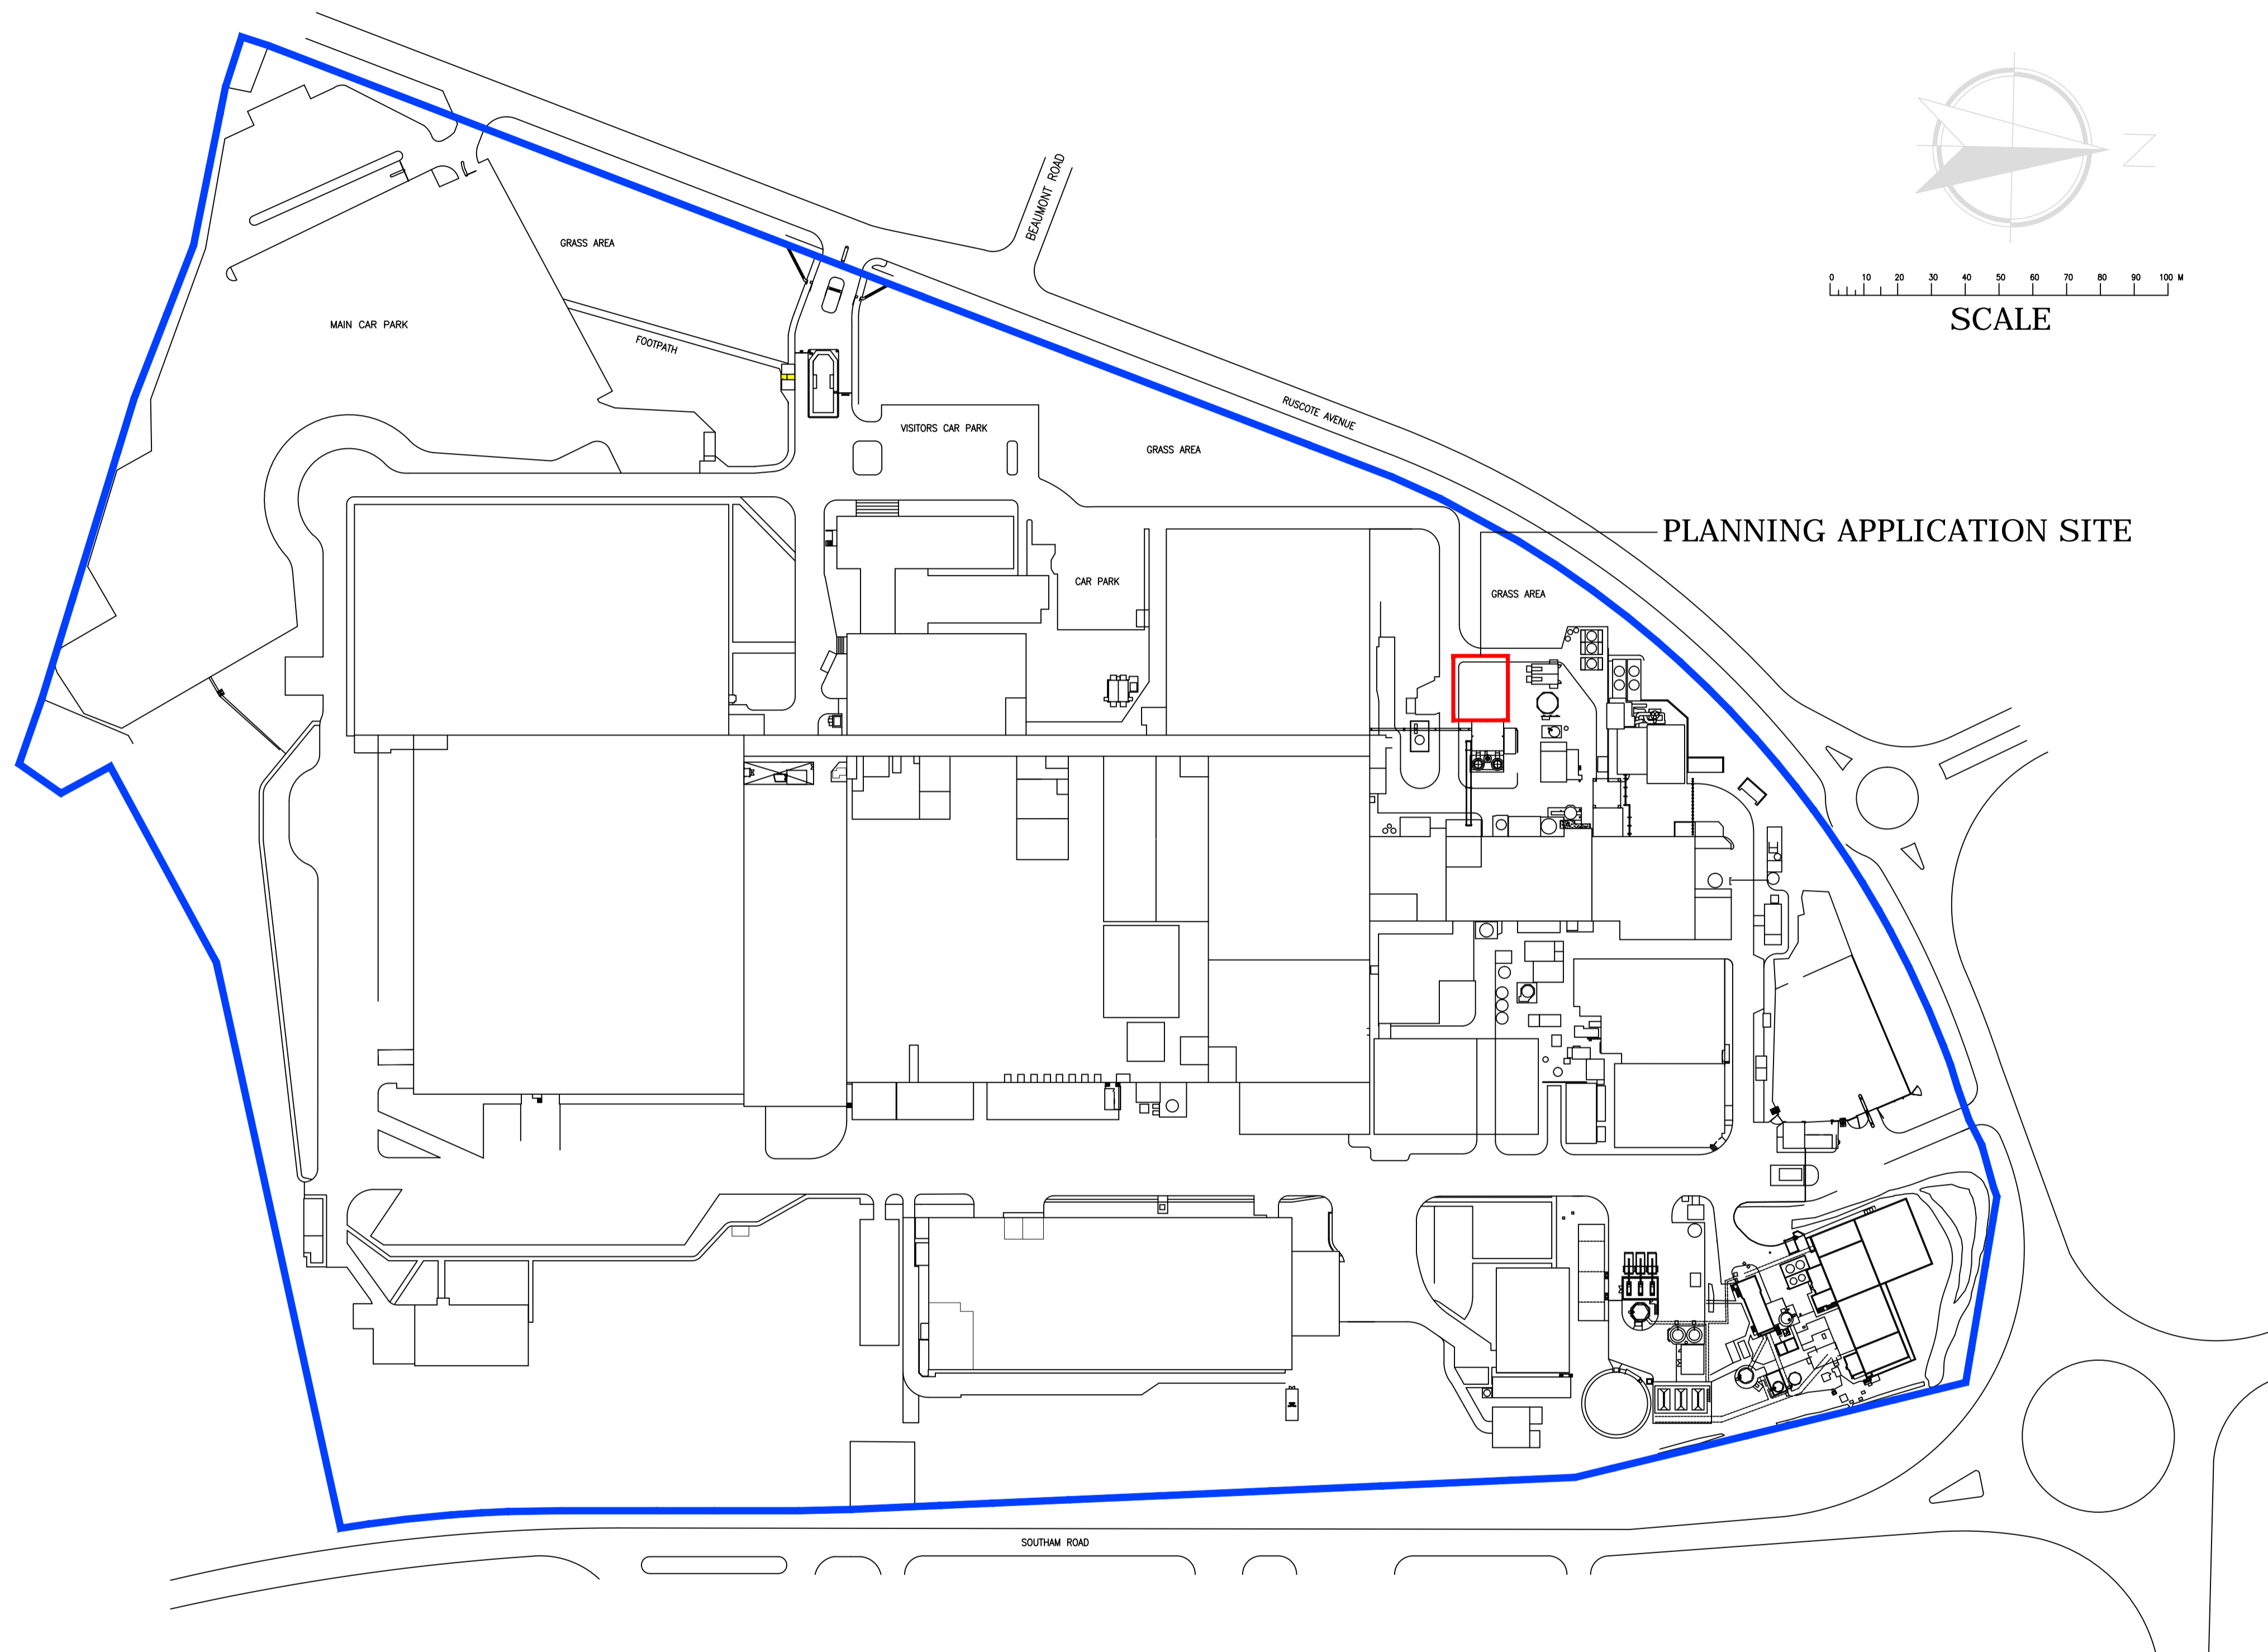 BEAUMONT ROAD
N
GRASS AREA
0 10 20 30 40 50 60 70 80 90 100 M
SCALE
MAIN CAR PARK
FOOTPATH
RUSCOTE AVENUE
VISITORS CAR PARK
GRASS AREA
PLANNING APPLICATION SITE
CAR PARK
GRASS AREA
SOUTHAM ROAD